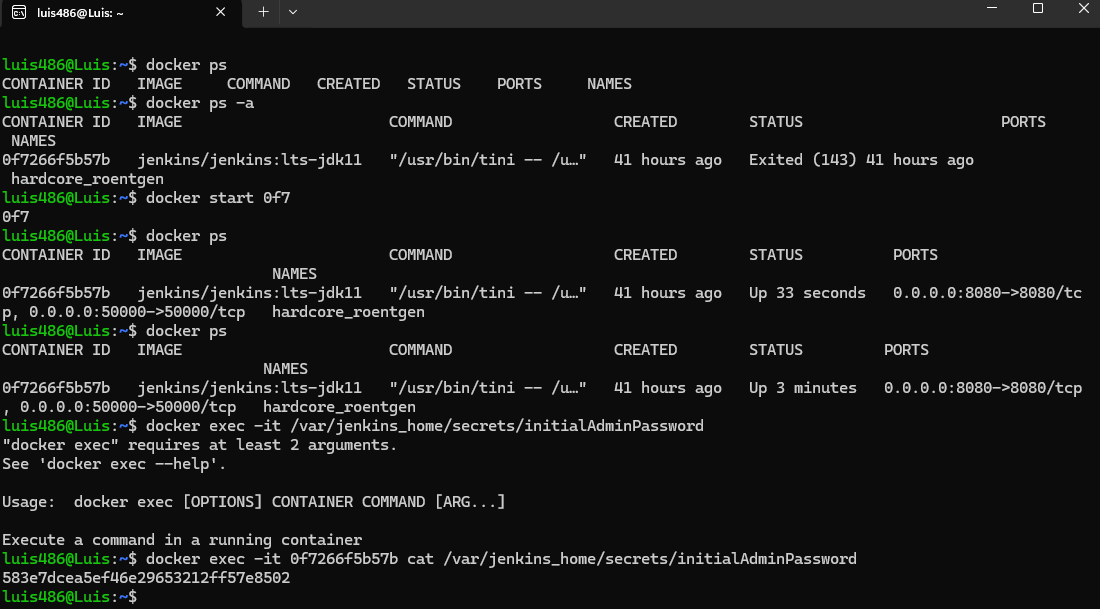 luis486@Luis: ~
luis486@Luis:~$ docker ps
CONTAINER ID   IMAGE     COMMAND   CREATED   STATUS    PORTS     NAMES
luis486@Luis:~$ docker ps -a
CONTAINER ID   IMAGE                       COMMAND                  CREATED        STATUS                      PORTS
 NAMES
0f7266f5b57b   jenkins/jenkins:lts-jdk11   "/usr/bin/tini -- /u…"   41 hours ago   Exited (143) 41 hours ago
 hardcore_roentgen
luis486@Luis:~$ docker start 0f7
0f7
luis486@Luis:~$ docker ps
CONTAINER ID   IMAGE                       COMMAND                  CREATED        STATUS          PORTS
                              NAMES
0f7266f5b57b   jenkins/jenkins:lts-jdk11   "/usr/bin/tini -- /u…"   41 hours ago   Up 33 seconds   0.0.0.0:8080->8080/tc
p, 0.0.0.0:50000->50000/tcp   hardcore_roentgen
luis486@Luis:~$ docker ps
CONTAINER ID   IMAGE                       COMMAND                  CREATED        STATUS         PORTS
                             NAMES
0f7266f5b57b   jenkins/jenkins:lts-jdk11   "/usr/bin/tini -- /u…"   41 hours ago   Up 3 minutes   0.0.0.0:8080->8080/tcp
, 0.0.0.0:50000->50000/tcp   hardcore_roentgen
luis486@Luis:~$ docker exec -it /var/jenkins_home/secrets/initialAdminPassword
"docker exec" requires at least 2 arguments.
See 'docker exec --help'.

Usage:  docker exec [OPTIONS] CONTAINER COMMAND [ARG...]

Execute a command in a running container
luis486@Luis:~$ docker exec -it 0f7266f5b57b cat /var/jenkins_home/secrets/initialAdminPassword
583e7dcea5ef46e29653212ff57e8502
luis486@Luis:~$